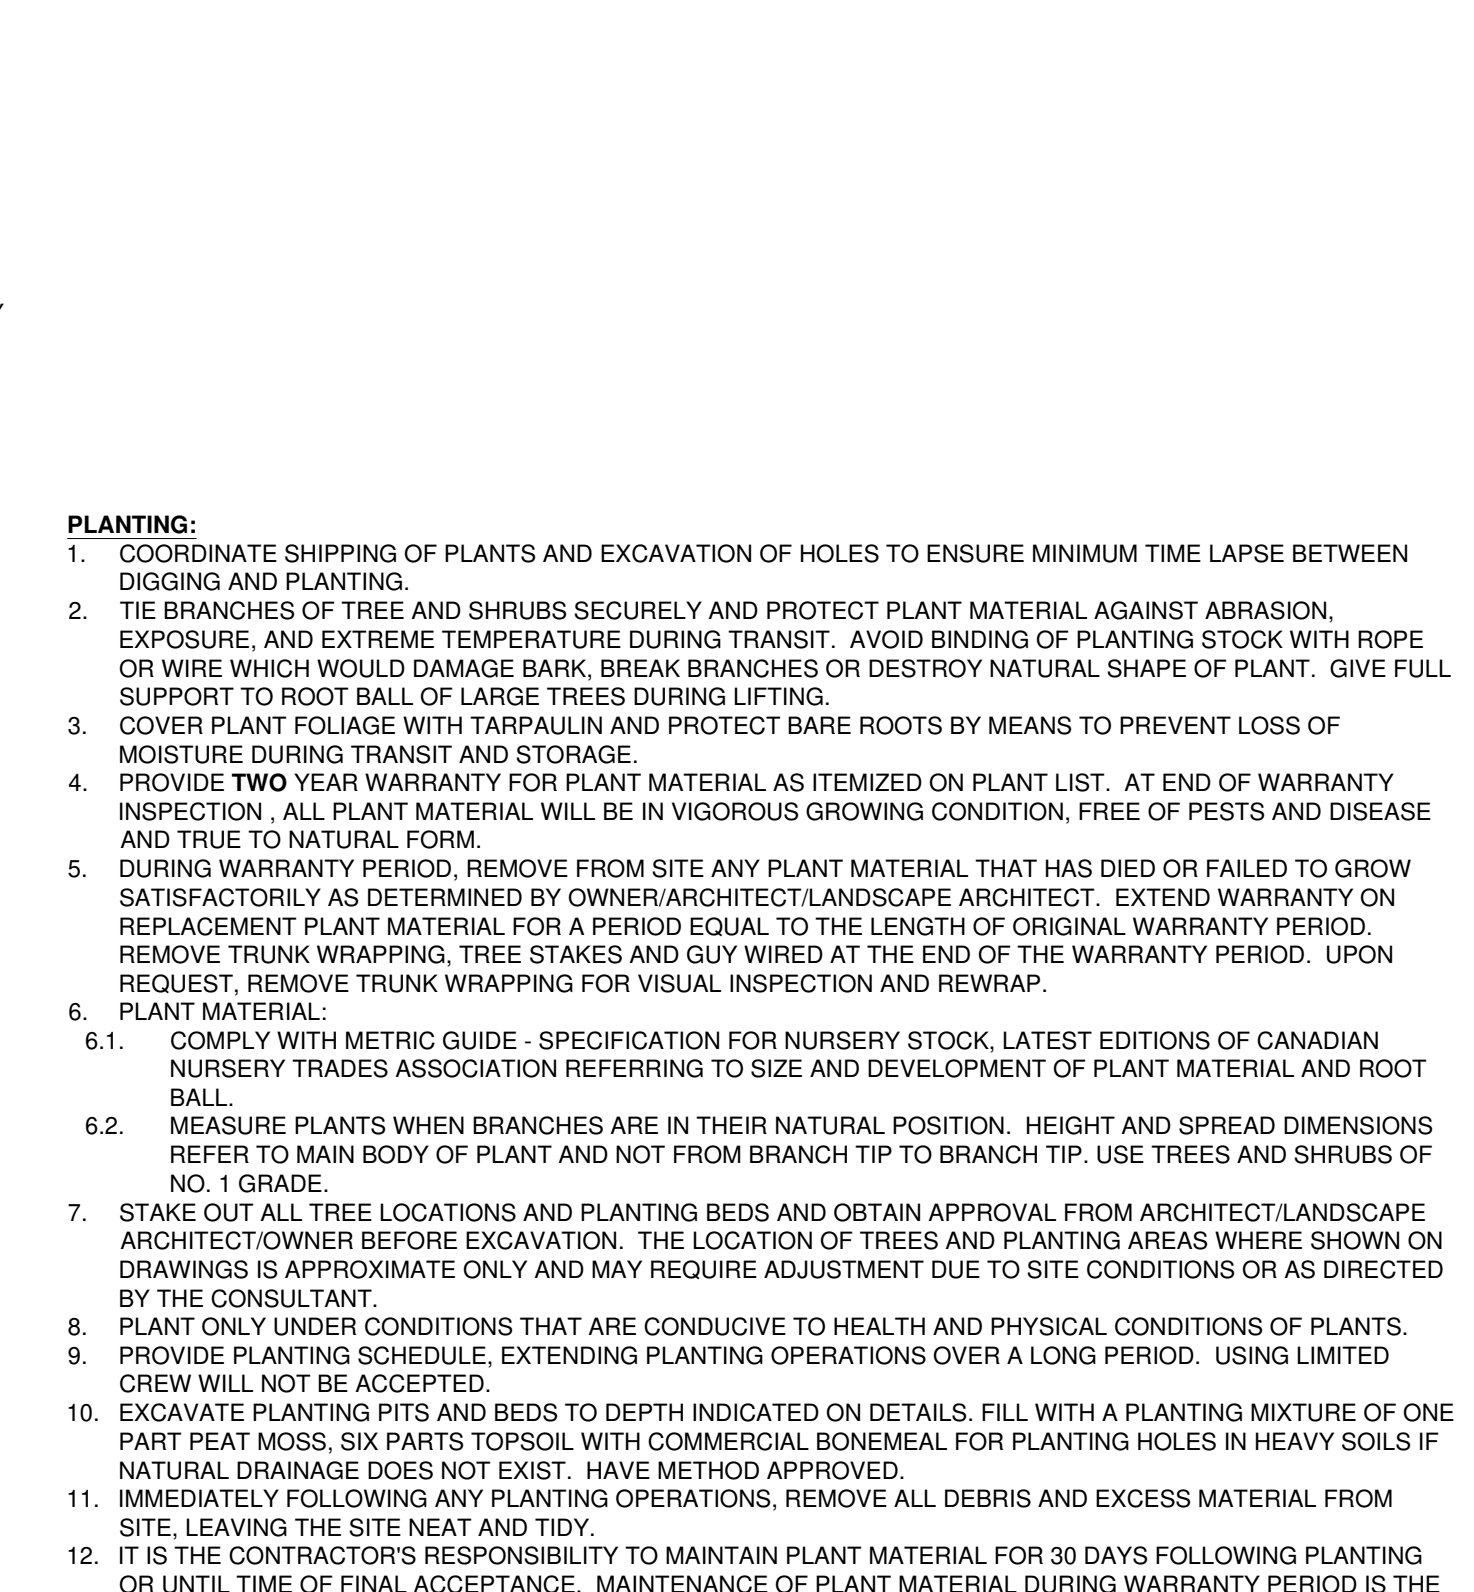 PLANTING:
1. COORDINATE SHIPPING OF PLANTS AND EXCAVATION OF HOLES TO ENSURE MINIMUM TIME LAPSE BETWEEN
DIGGING AND PLANTING.
2. TIE BRANCHES OF TREE AND SHRUBS SECURELY AND PROTECT PLANT MATERIAL AGAINST ABRASION,
EXPOSURE, AND EXTREME TEMPERATURE DURING TRANSIT. AVOID BINDING OF PLANTING STOCK WITH ROPE
OR WIRE WHICH WOULD DAMAGE BARK, BREAK BRANCHES OR DESTROY NATURAL SHAPE OF PLANT. GIVE FULL
SUPPORT TO ROOT BALL OF LARGE TREES DURING LIFTING.
3. COVER PLANT FOLIAGE WITH TARPAULIN AND PROTECT BARE ROOTS BY MEANS TO PREVENT LOSS OF
MOISTURE DURING TRANSIT AND STORAGE.
4. PROVIDE TWO YEAR WARRANTY FOR PLANT MATERIAL AS ITEMIZED ON PLANT LIST. AT END OF WARRANTY
INSPECTION , ALL PLANT MATERIAL WILL BE IN VIGOROUS GROWING CONDITION, FREE OF PESTS AND DISEASE
AND TRUE TO NATURAL FORM.
5. DURING WARRANTY PERIOD, REMOVE FROM SITE ANY PLANT MATERIAL THAT HAS DIED OR FAILED TO GROW
SATISFACTORILY AS DETERMINED BY OWNER/ARCHITECT/LANDSCAPE ARCHITECT. EXTEND WARRANTY ON
REPLACEMENT PLANT MATERIAL FOR A PERIOD EQUAL TO THE LENGTH OF ORIGINAL WARRANTY PERIOD.
REMOVE TRUNK WRAPPING, TREE STAKES AND GUY WIRED AT THE END OF THE WARRANTY PERIOD. UPON
REQUEST, REMOVE TRUNK WRAPPING FOR VISUAL INSPECTION AND REWRAP.
6. PLANT MATERIAL:
6.1. COMPLY WITH METRIC GUIDE - SPECIFICATION FOR NURSERY STOCK, LATEST EDITIONS OF CANADIAN
NURSERY TRADES ASSOCIATION REFERRING TO SIZE AND DEVELOPMENT OF PLANT MATERIAL AND ROOT
BALL.
6.2. MEASURE PLANTS WHEN BRANCHES ARE IN THEIR NATURAL POSITION. HEIGHT AND SPREAD DIMENSIONS
REFER TO MAIN BODY OF PLANT AND NOT FROM BRANCH TIP TO BRANCH TIP. USE TREES AND SHRUBS OF
NO. 1 GRADE.
7. STAKE OUT ALL TREE LOCATIONS AND PLANTING BEDS AND OBTAIN APPROVAL FROM ARCHITECT/LANDSCAPE
ARCHITECT/OWNER BEFORE EXCAVATION. THE LOCATION OF TREES AND PLANTING AREAS WHERE SHOWN ON
DRAWINGS IS APPROXIMATE ONLY AND MAY REQUIRE ADJUSTMENT DUE TO SITE CONDITIONS OR AS DIRECTED
BY THE CONSULTANT.
8. PLANT ONLY UNDER CONDITIONS THAT ARE CONDUCIVE TO HEALTH AND PHYSICAL CONDITIONS OF PLANTS.
9. PROVIDE PLANTING SCHEDULE, EXTENDING PLANTING OPERATIONS OVER A LONG PERIOD. USING LIMITED
CREW WILL NOT BE ACCEPTED.
10. EXCAVATE PLANTING PITS AND BEDS TO DEPTH INDICATED ON DETAILS. FILL WITH A PLANTING MIXTURE OF ONE
PART PEAT MOSS, SIX PARTS TOPSOIL WITH COMMERCIAL BONEMEAL FOR PLANTING HOLES IN HEAVY SOILS IF
NATURAL DRAINAGE DOES NOT EXIST. HAVE METHOD APPROVED.
11. IMMEDIATELY FOLLOWING ANY PLANTING OPERATIONS, REMOVE ALL DEBRIS AND EXCESS MATERIAL FROM
SITE, LEAVING THE SITE NEAT AND TIDY.
12. IT IS THE CONTRACTOR'S RESPONSIBILITY TO MAINTAIN PLANT MATERIAL FOR 30 DAYS FOLLOWING PLANTING
OR UNTIL TIME OF FINAL ACCEPTANCE. MAINTENANCE OF PLANT MATERIAL DURING WARRANTY PERIOD IS THE